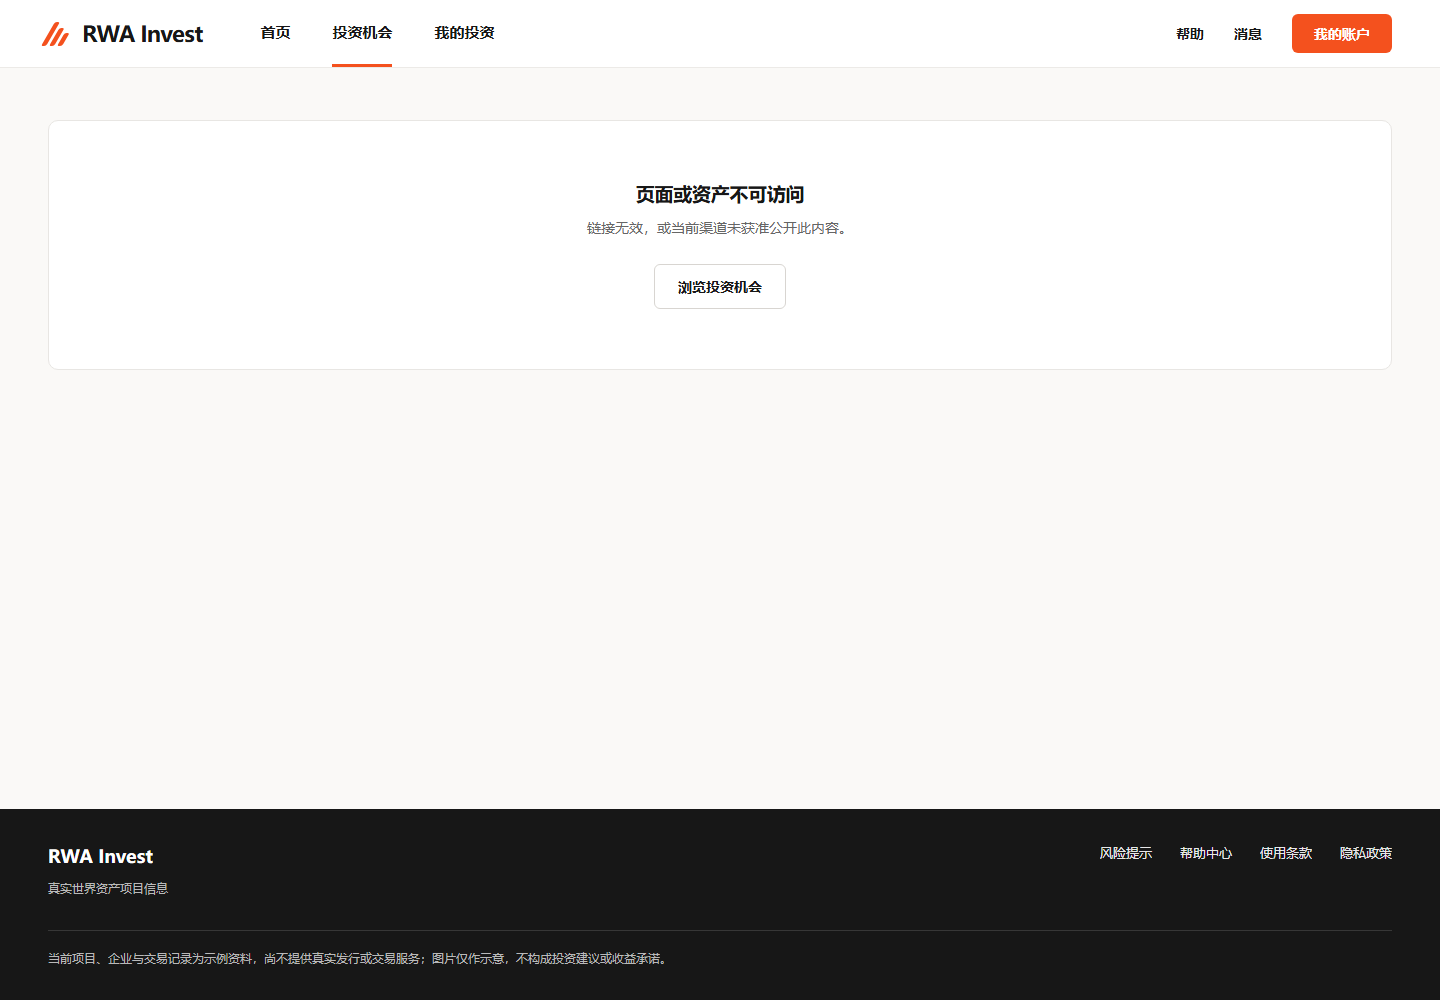 RWA Invest
首页
投资机会
我的投资
帮助
消息
我的账户
页面或资产不可访问
链接无效，或当前渠道未获准公开此内容。
浏览投资机会
RWA Invest
真实世界资产项目信息
风险提示
帮助中心
使用条款
隐私政策
当前项目、企业与交易记录为示例资料，尚不提供真实发行或交易服务；图片仅作示意，不构成投资建议或收益承诺。